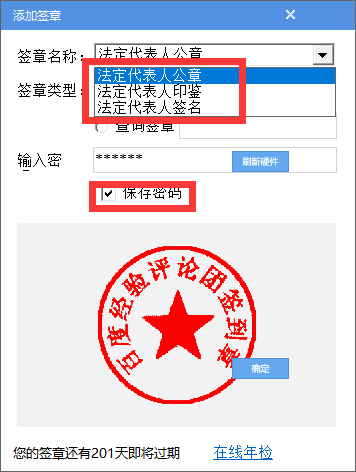 添加签章
签章名称： 法定代表人公章
法定代表人公章
签章类型： 法定代表人印鉴
法定代表人签名
查询签章
输入密 ******
刷新硬件
保存密码
百度经验评论团签到章
确定
您的签章还有201天即将过期 在线年检